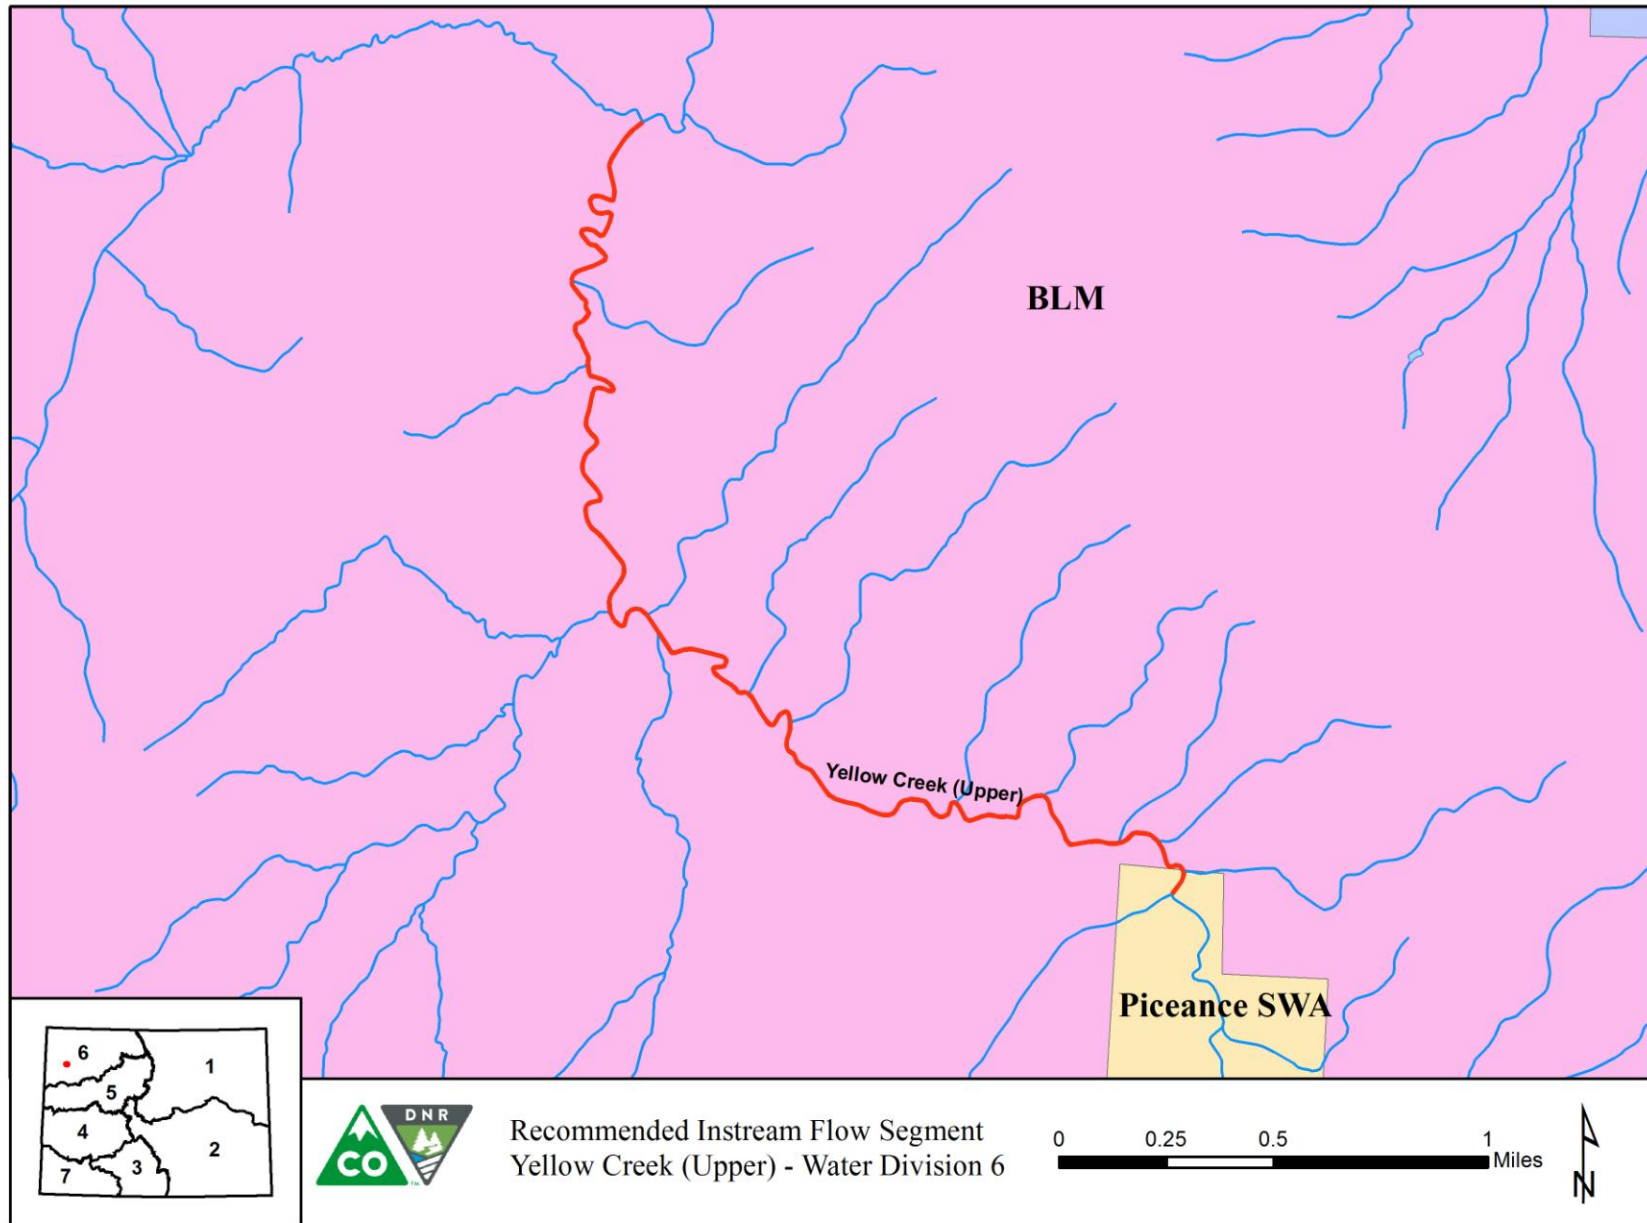 BLM
Yellow Creek (Upper)
Piceance SWA
6
1
5
4
2
3
7
CO
DNR
TM
Recommended Instream Flow Segment
Yellow Creek (Upper) - Water Division 6
0 0.25 0.5 1
Miles
N